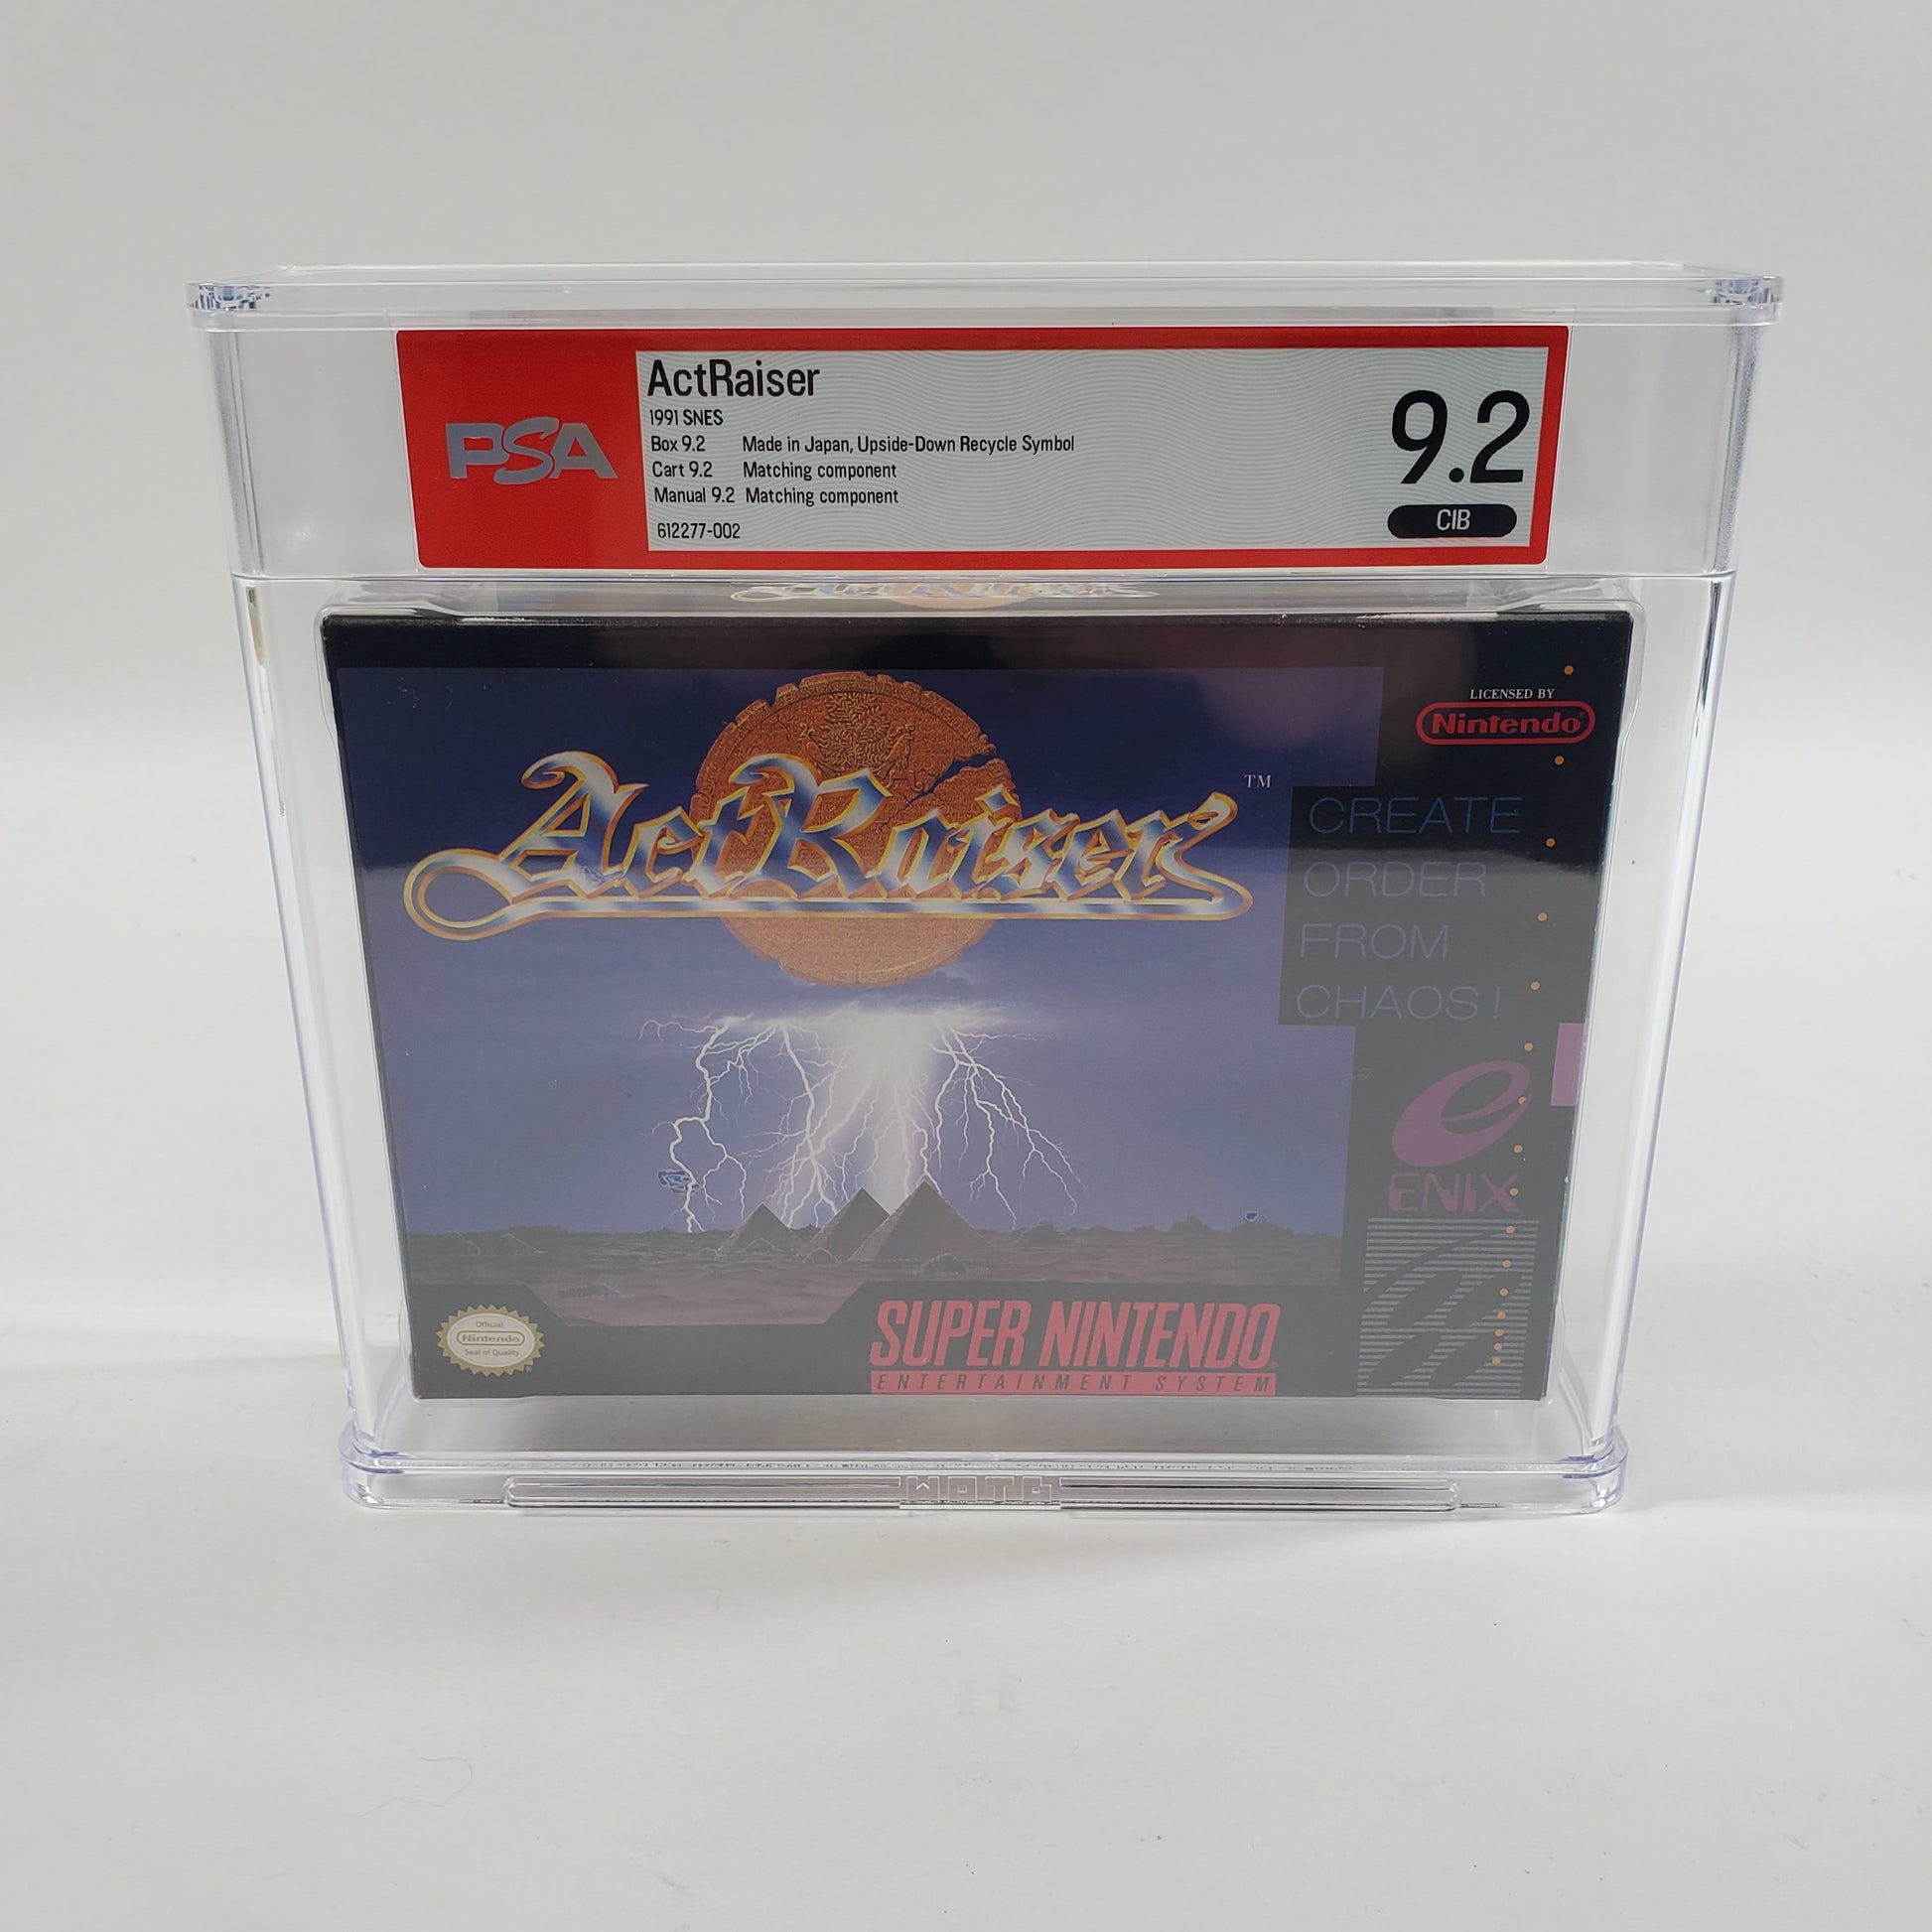 PSA
ActRaiser
1991 SNES
Box 9.2 Made in Japan, Upside-Down Recycle Symbol
Cart 9.2 Matching component
Manual 9.2 Matching component
612277-002
9.2
CIB
LICENSED BY
Nintendo®
ActRaiser™
CREATE
ORDER
FROM
CHAOS!
ENIX
Official
Nintendo
Seal of Quality
SUPER NINTENDO
ENTERTAINMENT SYSTEM
WATA